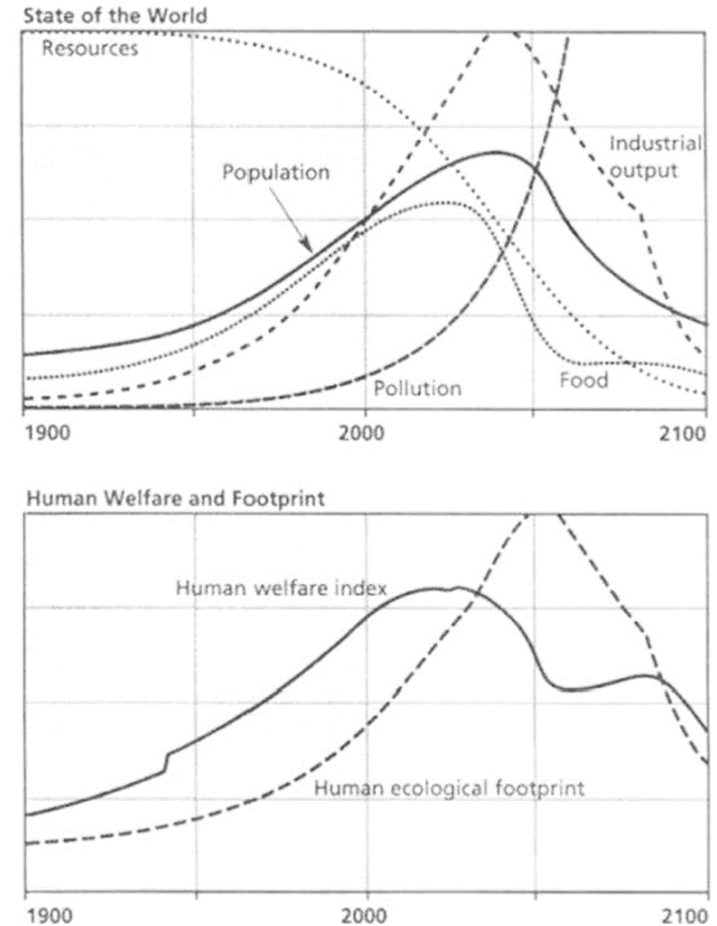 State of the World
Resources
Population
Industrial
output
Pollution
Food
1900
2000
2100
Human Welfare and Footprint
Human welfare index
Human ecological footprint
1900
2000
2100